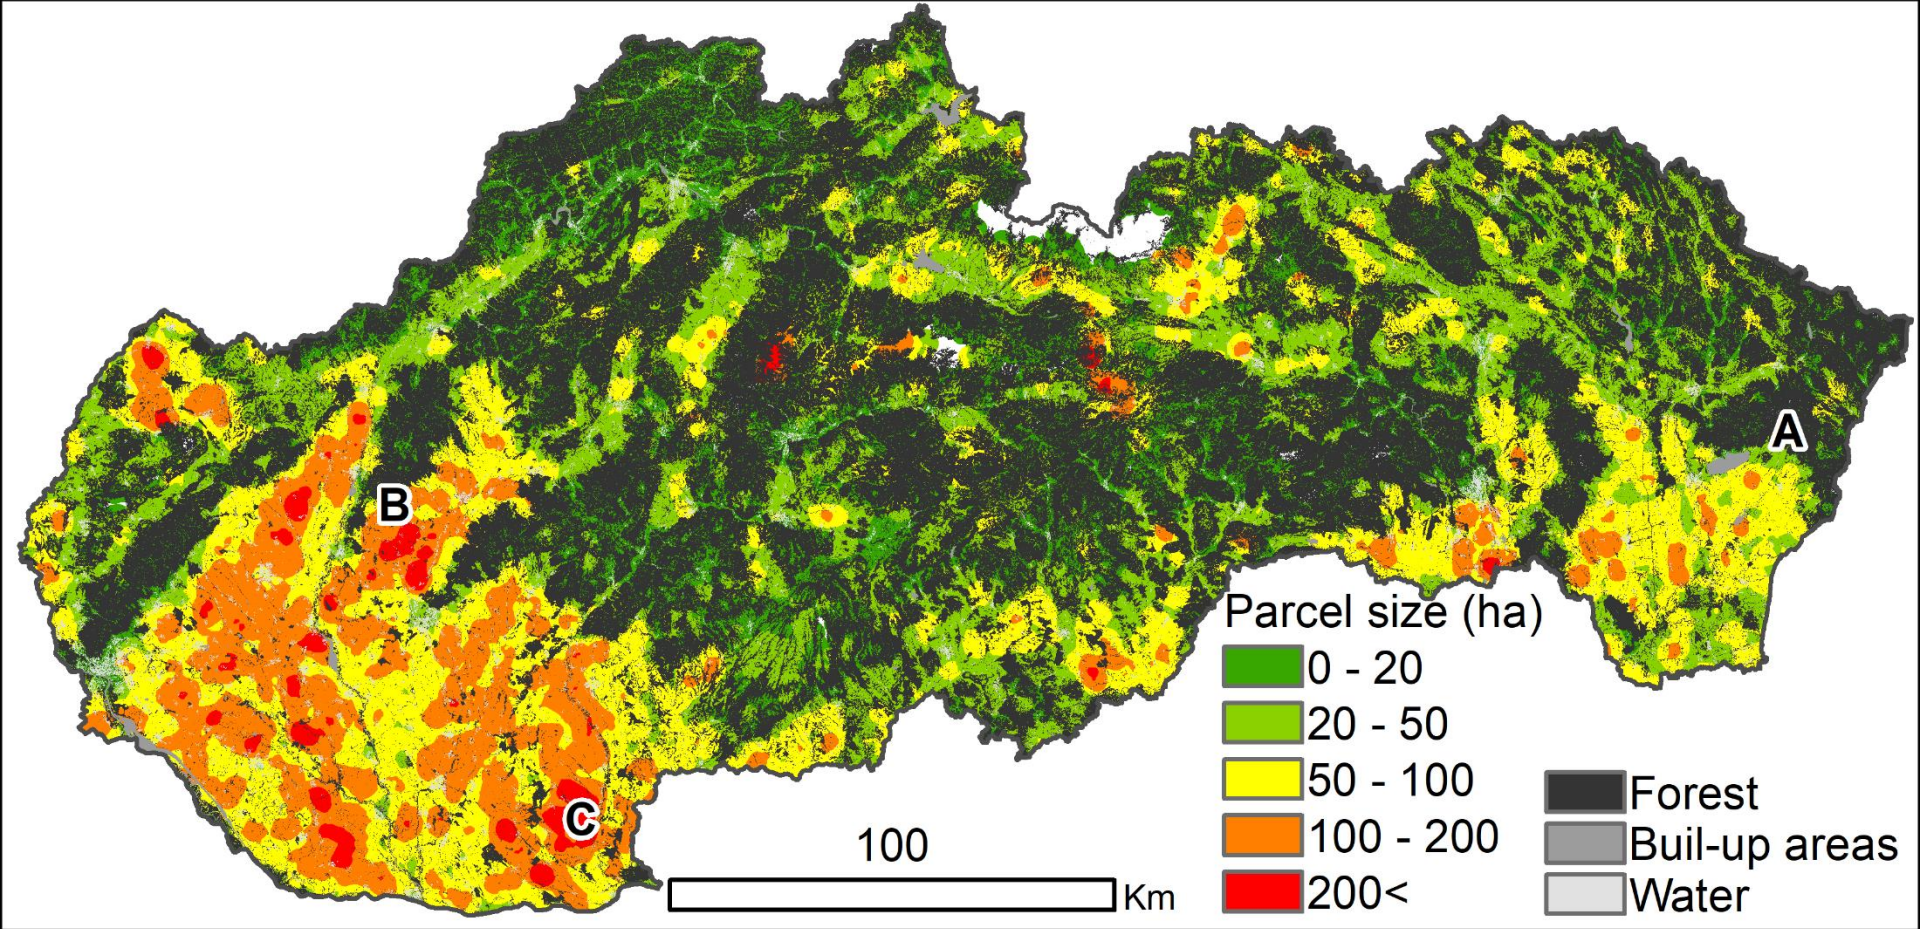 A
B
C
Parcel size (ha)
0 - 20
20 - 50
50 - 100
100 - 200
200<
Forest
Buil-up areas
Water
100
Km